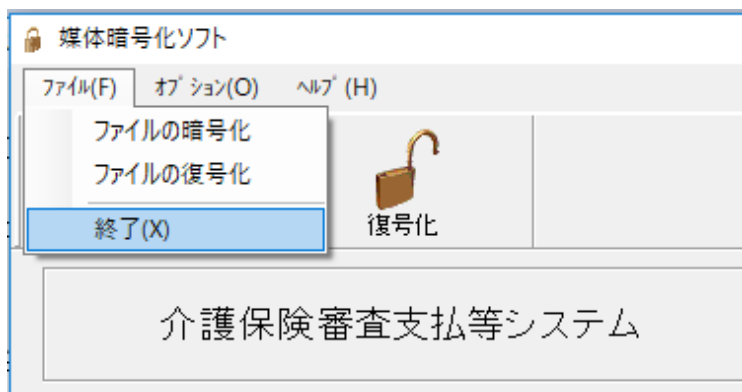 媒体暗号化ソフト
ﾌｧｲﾙ(F) ｵﾌﾟｼｮﾝ(O) ﾍﾙﾌﾟ(H)
ファイルの暗号化
ファイルの復号化
終了(X)
復号化
介護保険審査支払等システム